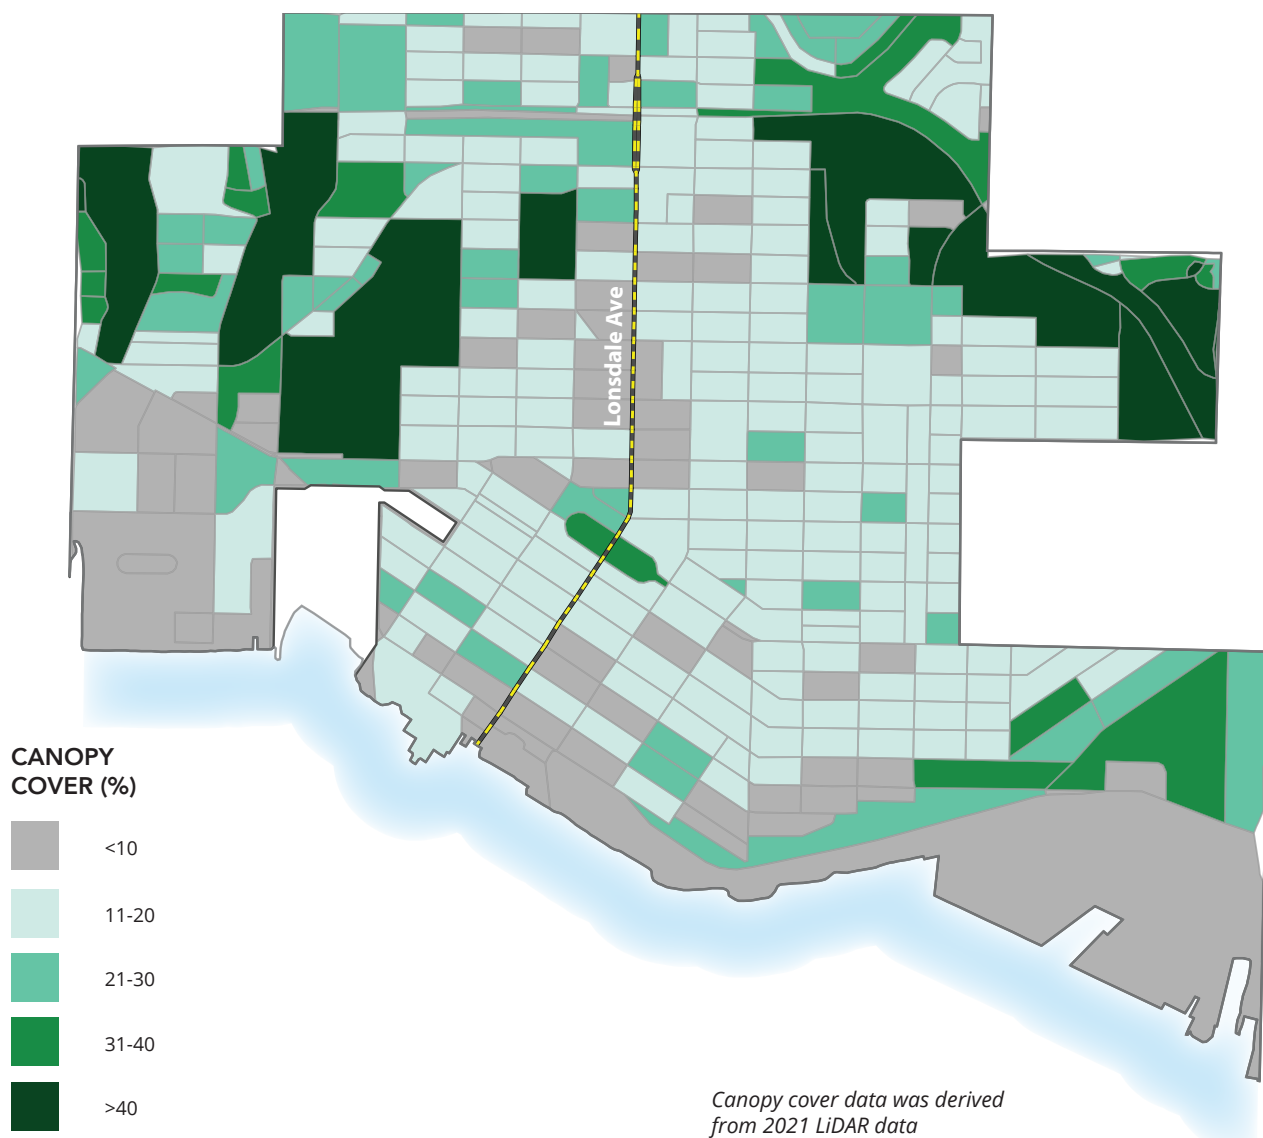 Lonsdale Ave
CANOPY
COVER (%)
<10
11-20
21-30
31-40
>40
Canopy cover data was derived
from 2021 LiDAR data